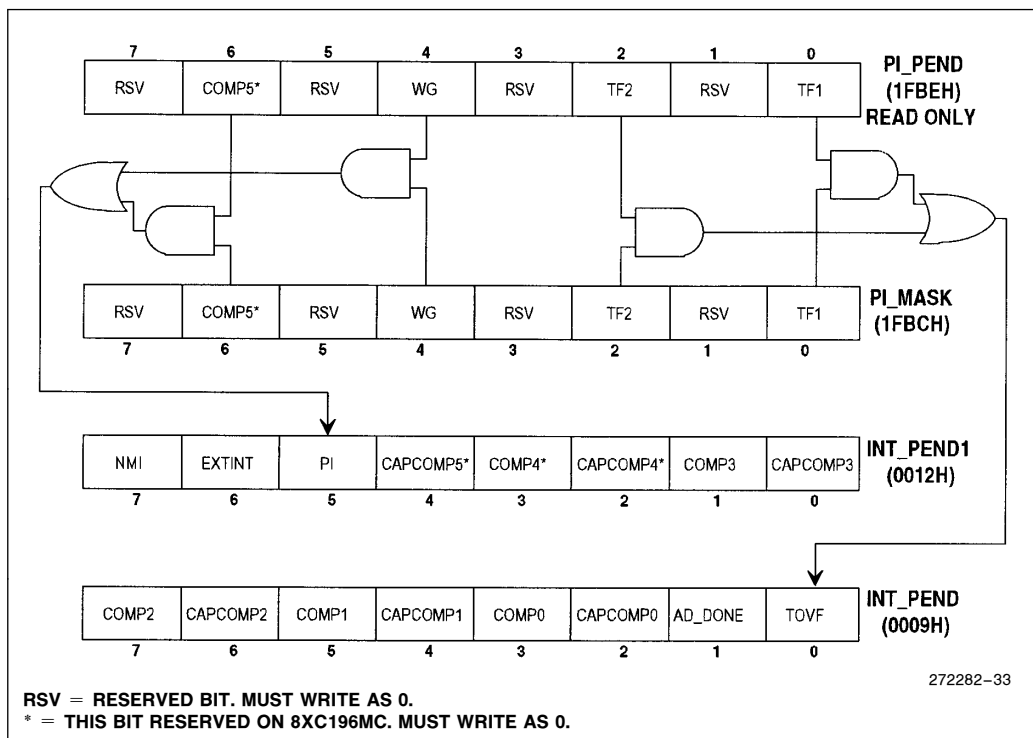 7 6 5 4 3 2 1 0
RSV COMP5* RSV WG RSV TF2 RSV TF1
PI_PEND
(1FBEH)
READ ONLY
RSV COMP5* RSV WG RSV TF2 RSV TF1
7 6 5 4 3 2 1 0
PI_MASK
(1FBCH)
NMI EXTINT PI CAPCOMP5* COMP4* CAPCOMP4* COMP3 CAPCOMP3
7 6 5 4 3 2 1 0
INT_PEND1
(0012H)
COMP2 CAPCOMP2 COMP1 CAPCOMP1 COMP0 CAPCOMP0 AD_DONE TOVF
7 6 5 4 3 2 1 0
INT_PEND
(0009H)
272282–33
RSV = RESERVED BIT. MUST WRITE AS 0.
* = THIS BIT RESERVED ON 8XC196MC. MUST WRITE AS 0.